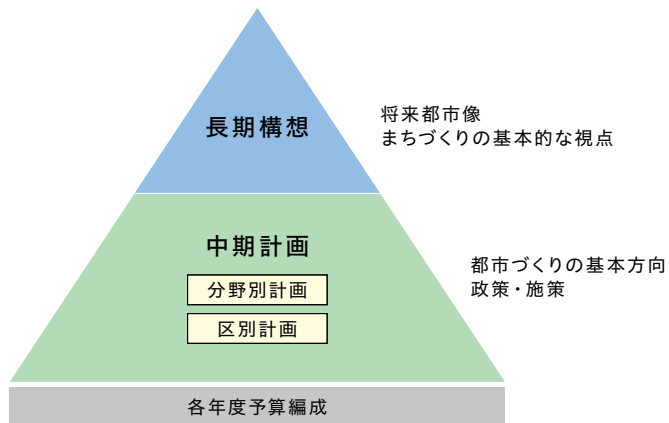 長期構想
将来都市像
まちづくりの基本的な視点
中期計画
分野別計画
区別計画
都市づくりの基本方向
政策・施策
各年度予算編成